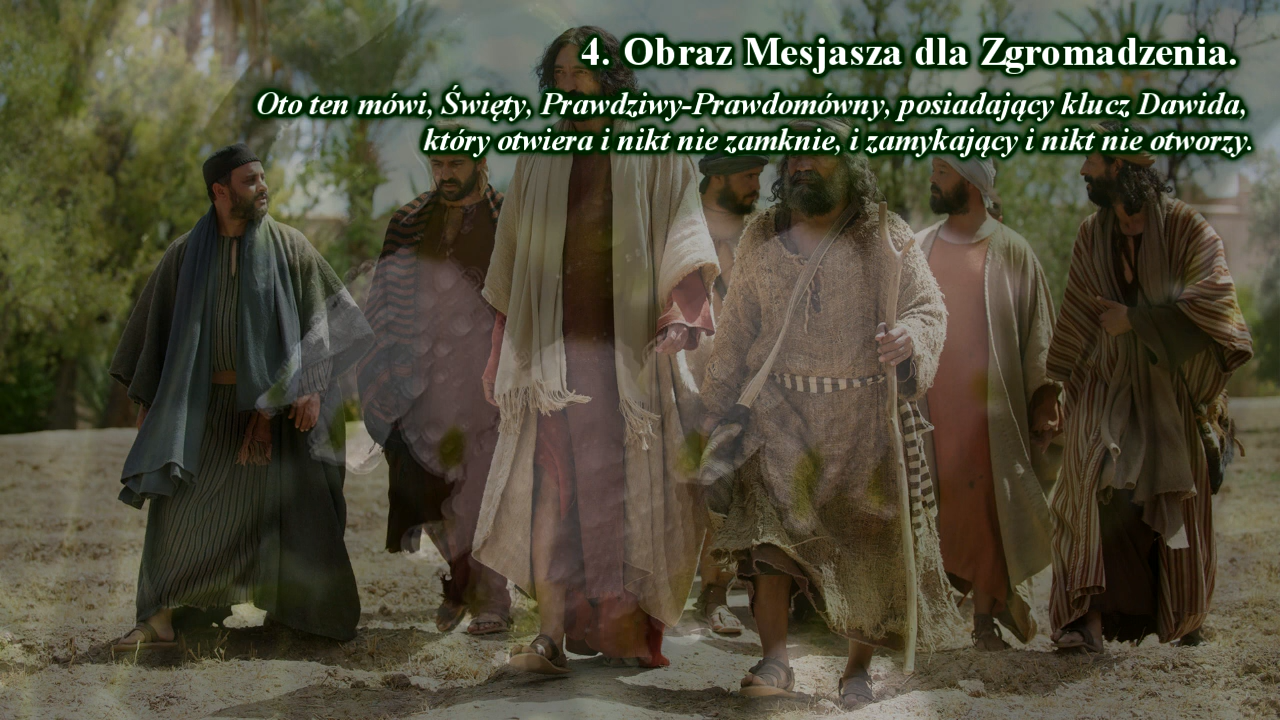 4. Obraz Mesjasza dla Zgromadzenia.
Oto ten mówi, Święty, Prawdziwy-Prawdomówny, posiadający klucz Dawida,
który otwiera i nikt nie zamknie, i zamykający i nikt nie otworzy.